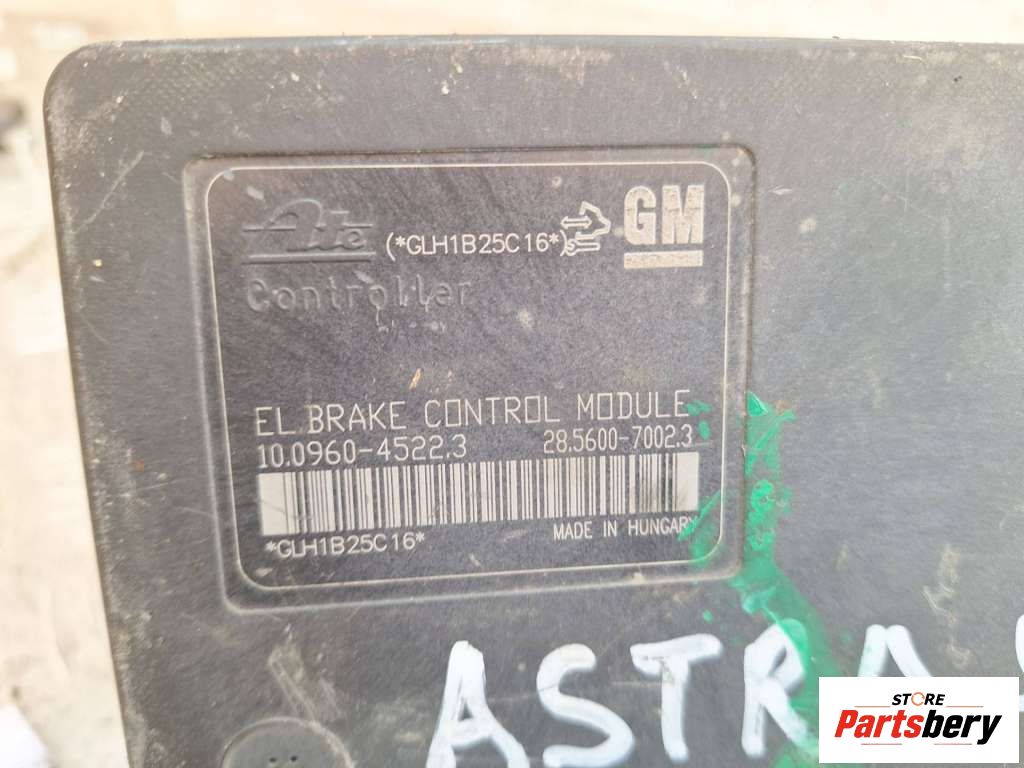 Ate
(*GLH1B25C16*)
GM
Controller
EL.BRAKE CONTROL MODULE
10.0960-4522.3
28.5600-7002.3
*GLH1B25C16*
MADE IN HUNGARY
ASTRA
STORE
Partsbery